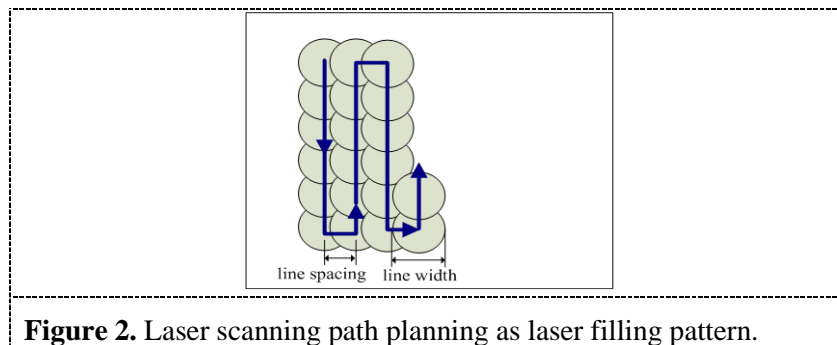 line spacing line width
Figure 2. Laser scanning path planning as laser filling pattern.